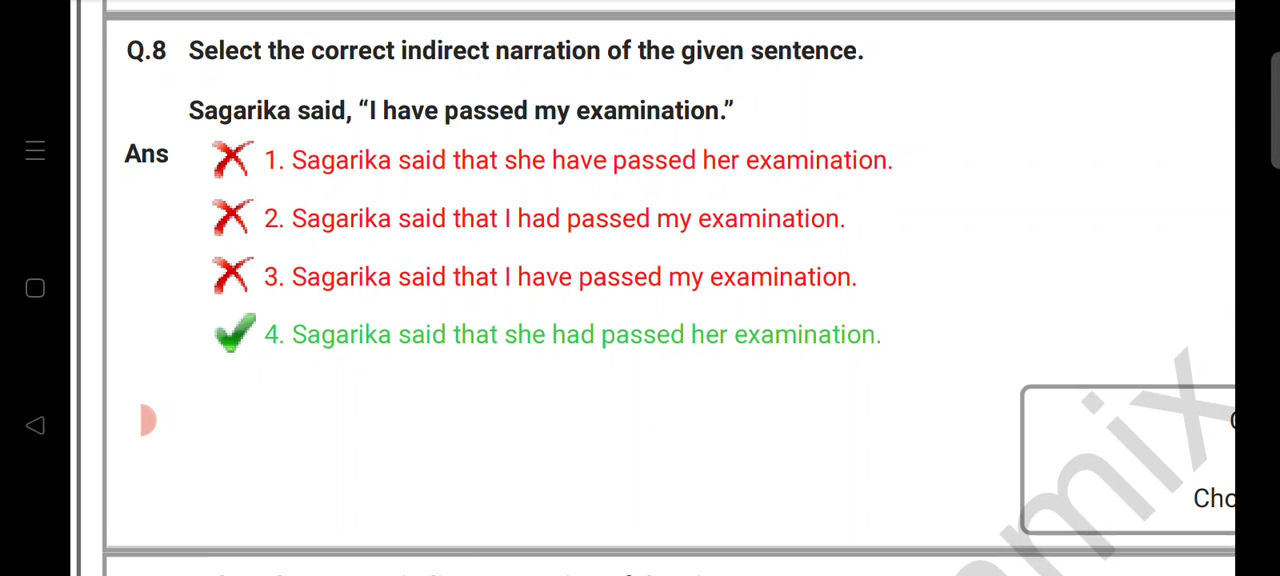 Q.8 Select the correct indirect narration of the given sentence.
Sagarika said, “I have passed my examination.”
Ans
1. Sagarika said that she have passed her examination.
2. Sagarika said that I had passed my examination.
3. Sagarika said that I have passed my examination.
4. Sagarika said that she had passed her examination.
Cho
mix